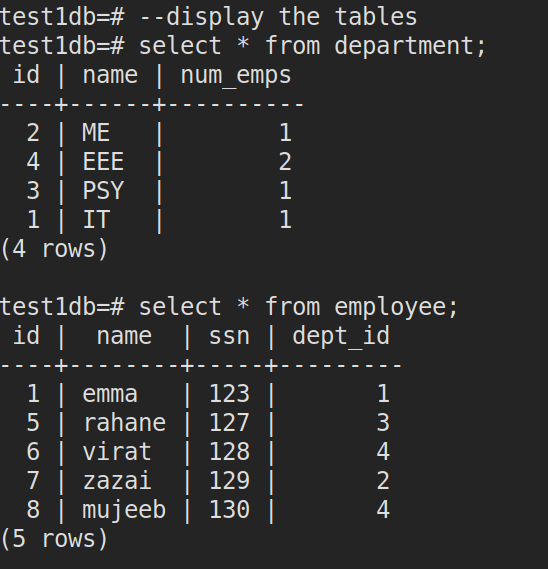 test1db=# --display the tables
test1db=# select * from department;
 id | name | num_emps
----+------+----------
  2 | ME   |        1
  4 | EEE  |        2
  3 | PSY  |        1
  1 | IT   |        1
(4 rows)

test1db=# select * from employee;
 id |  name  | ssn | dept_id
----+--------+-----+---------
  1 | emma   | 123 |       1
  5 | rahane | 127 |       3
  6 | virat  | 128 |       4
  7 | zazai  | 129 |       2
  8 | mujeeb | 130 |       4
(5 rows)